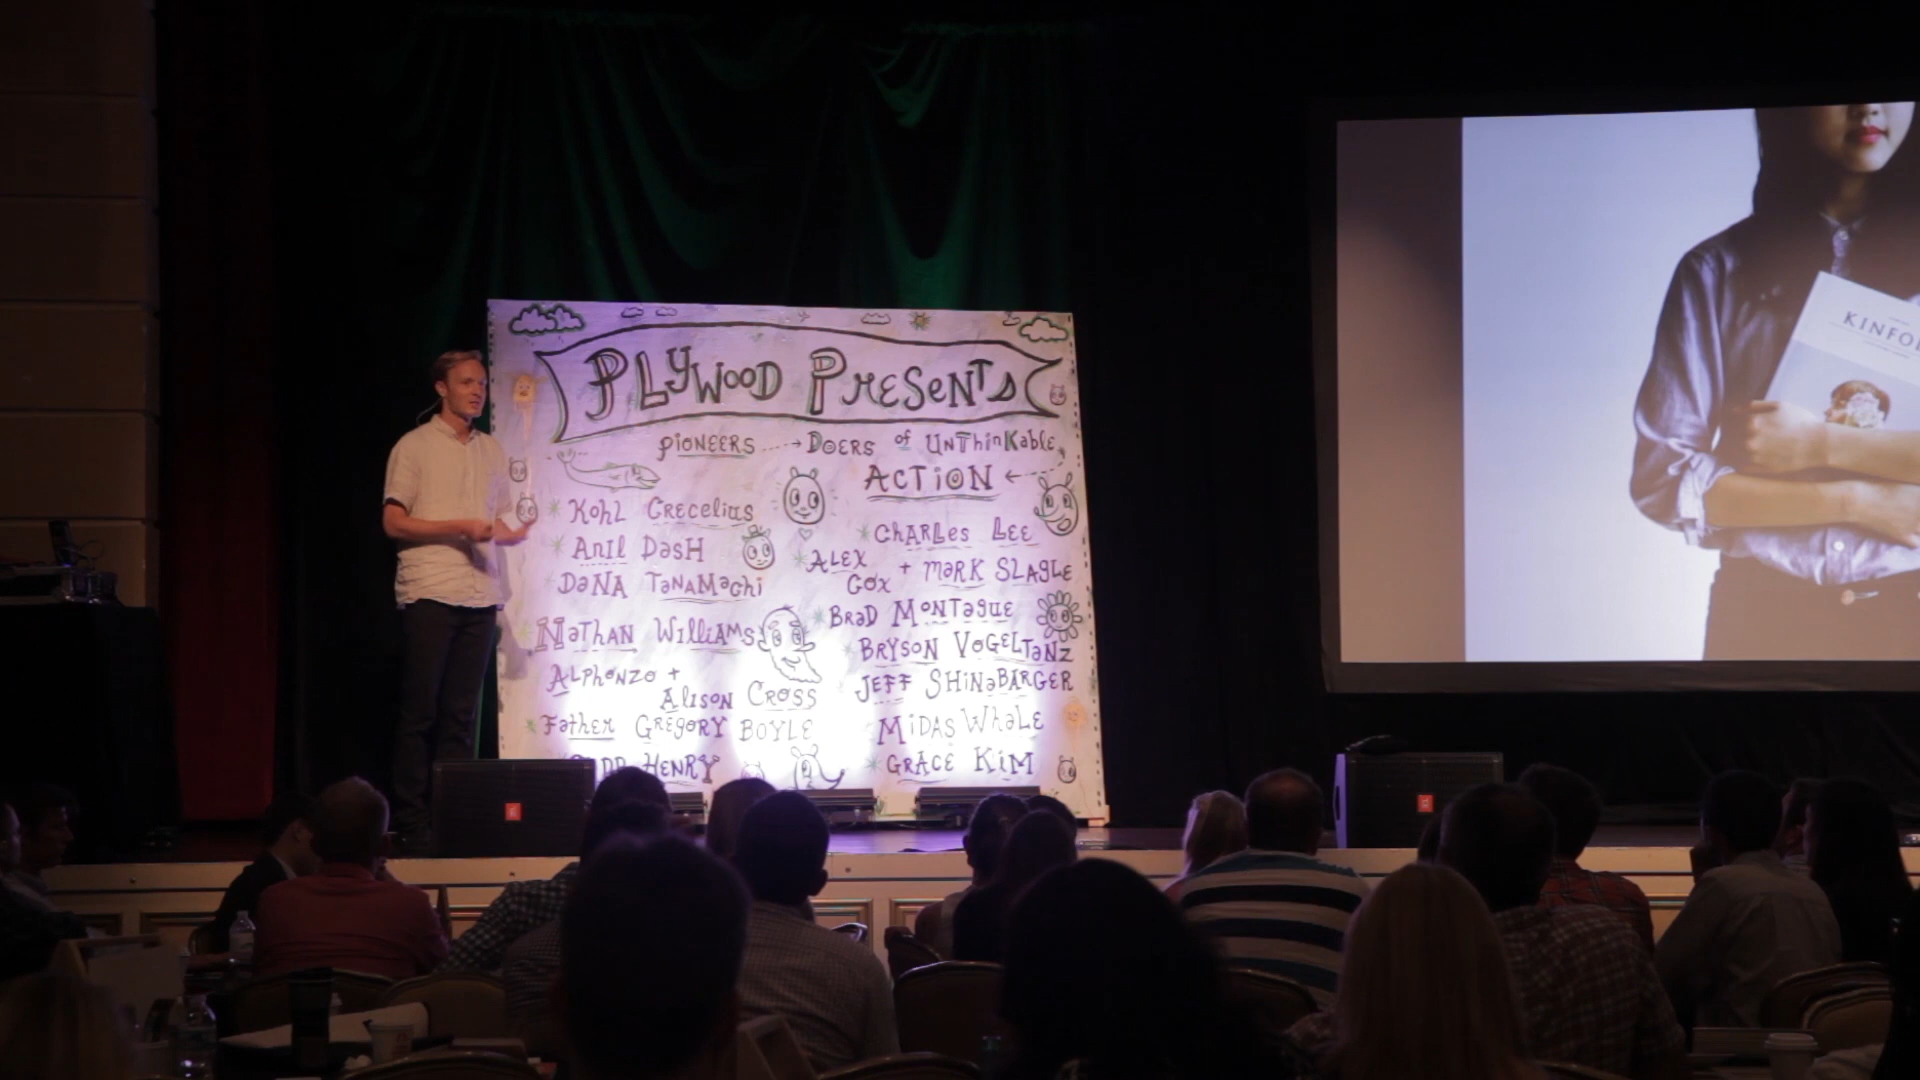 PLYWOOD PRESENTS
PIONEERS DOERS of UNThinKable
ACTION
Kohl Crecelius
Anil Dash
Dana Tanamachi
Nathan Williams
Alphonzo +
Alison Cross
Father Gregory Boyle
Henry
Charles Lee
Alex
Cox + Mark Slagle
Brad Montague
Bryson Vogeltanz
Jeff Shinabarger
Midas Whale
Grace Kim
KINFO